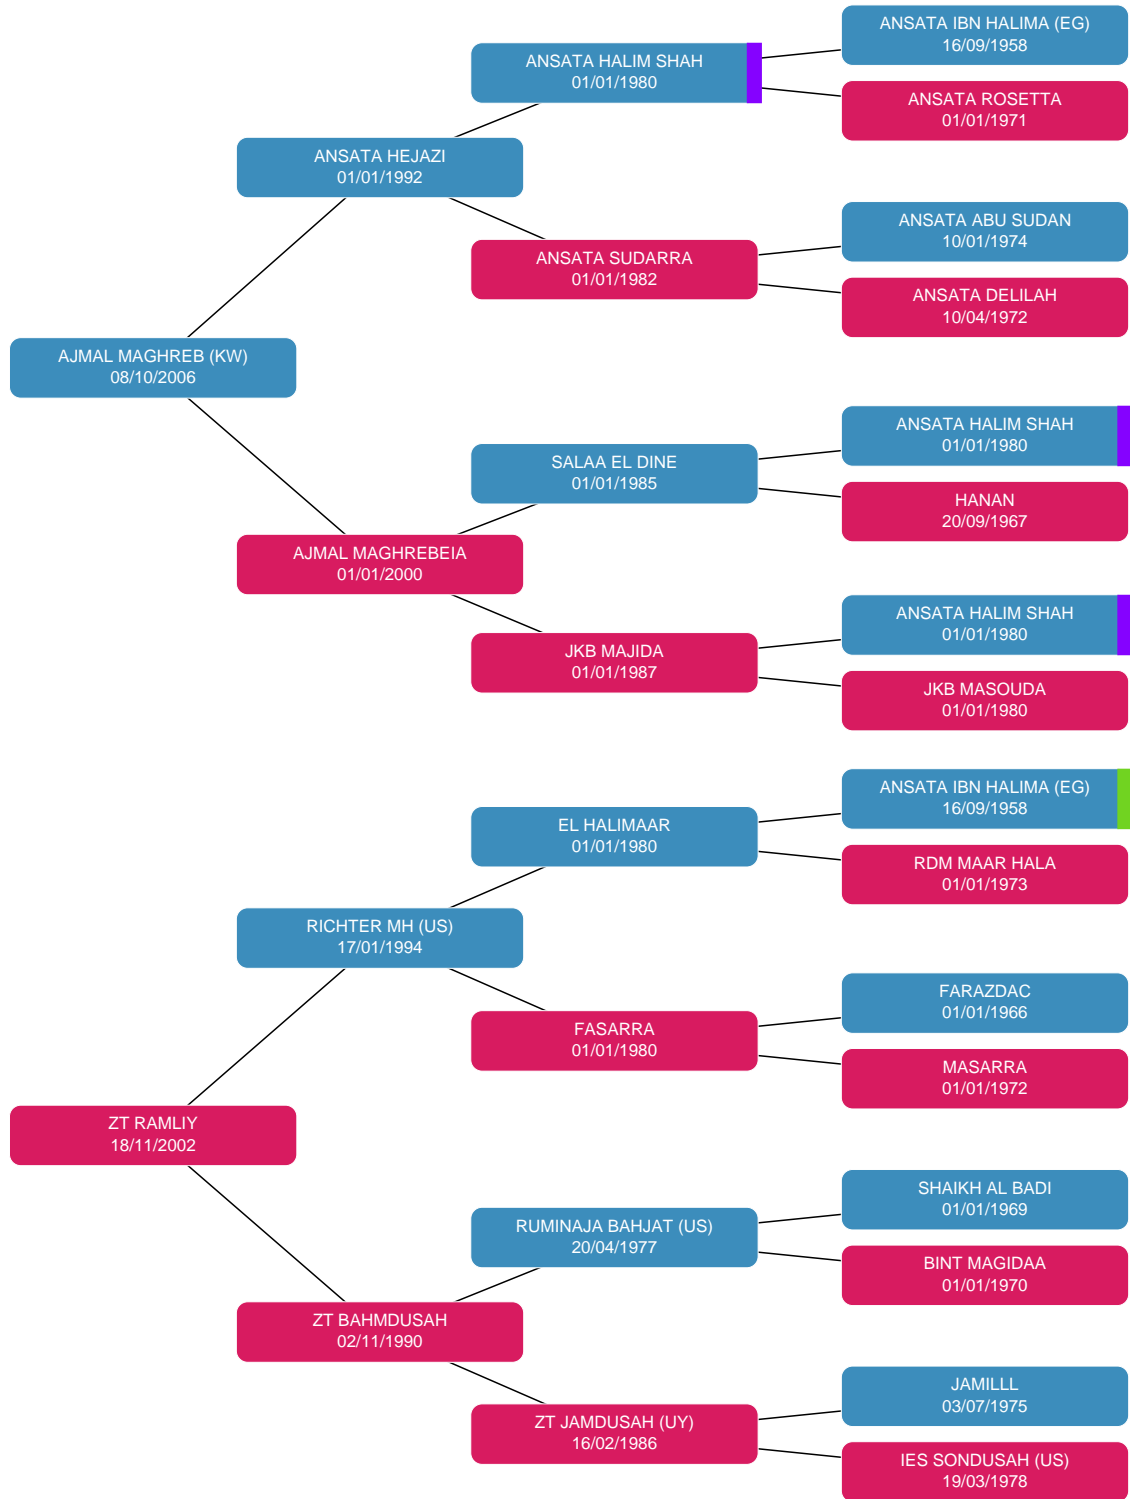 ANSATA IBN HALIMA (EG)
16/09/1958
ANSATA HALIM SHAH
01/01/1980
ANSATA ROSETTA
01/01/1971
ANSATA HEJAZI
01/01/1992
ANSATA ABU SUDAN
10/01/1974
ANSATA SUDARRA
01/01/1982
ANSATA DELILAH
10/04/1972
AJMAL MAGHREB (KW)
08/10/2006
ANSATA HALIM SHAH
01/01/1980
SALAA EL DINE
01/01/1985
HANAN
20/09/1967
AJMAL MAGHREBEIA
01/01/2000
ANSATA HALIM SHAH
01/01/1980
JKB MAJIDA
01/01/1987
JKB MASOUDA
01/01/1980
ANSATA IBN HALIMA (EG)
16/09/1958
EL HALIMAAR
01/01/1980
RDM MAAR HALA
01/01/1973
RICHTER MH (US)
17/01/1994
FARAZDAC
01/01/1966
FASARRA
01/01/1980
MASARRA
01/01/1972
ZT RAMLIY
18/11/2002
SHAIKH AL BADI
01/01/1969
RUMINAJA BAHJAT (US)
20/04/1977
BINT MAGIDAA
01/01/1970
ZT BAHMDUSAH
02/11/1990
JAMILLL
03/07/1975
ZT JAMDUSAH (UY)
16/02/1986
IES SONDUSAH (US)
19/03/1978